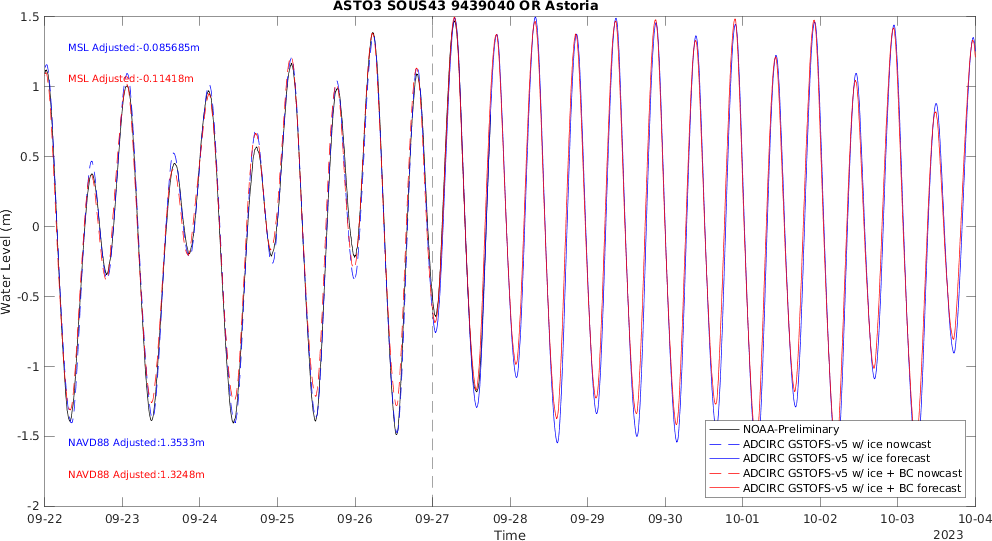 ASTO3 SOUS43 9439040 OR Astoria
MSL Adjusted:-0.085685m
MSL Adjusted:-0.11418m
NAVD88 Adjusted:1.3533m
NAVD88 Adjusted:1.3248m
Water Level (m)
1.5
1
0.5
0
-0.5
-1
-1.5
-2
NOAA-Preliminary
ADCIRC GSTOFS-v5 w/ ice nowcast
ADCIRC GSTOFS-v5 w/ ice forecast
ADCIRC GSTOFS-v5 w/ ice + BC nowcast
ADCIRC GSTOFS-v5 w/ ice + BC forecast
09-22 09-23 09-24 09-25 09-26 09-27 09-28 09-29 09-30 10-01 10-02 10-03 10-04
Time
2023